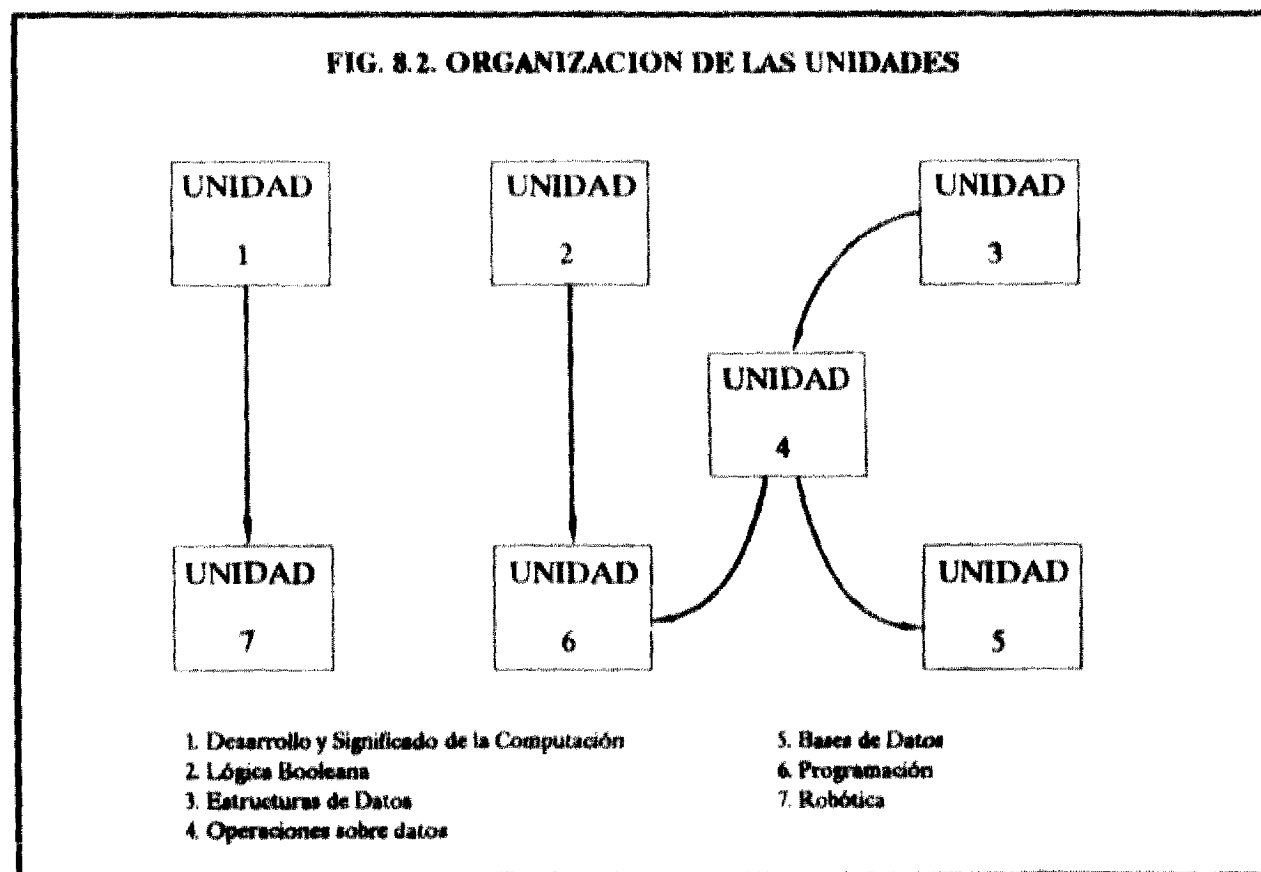 FIG. 8.2. ORGANIZACION DE LAS UNIDADES
UNIDAD
1
UNIDAD
2
UNIDAD
3
UNIDAD
4
UNIDAD
7
UNIDAD
6
UNIDAD
5
1. Desarrollo y Significado de la Computación
2. Lógica Booleana
3. Estructuras de Datos
4. Operaciones sobre datos
5. Bases de Datos
6. Programación
7. Robótica